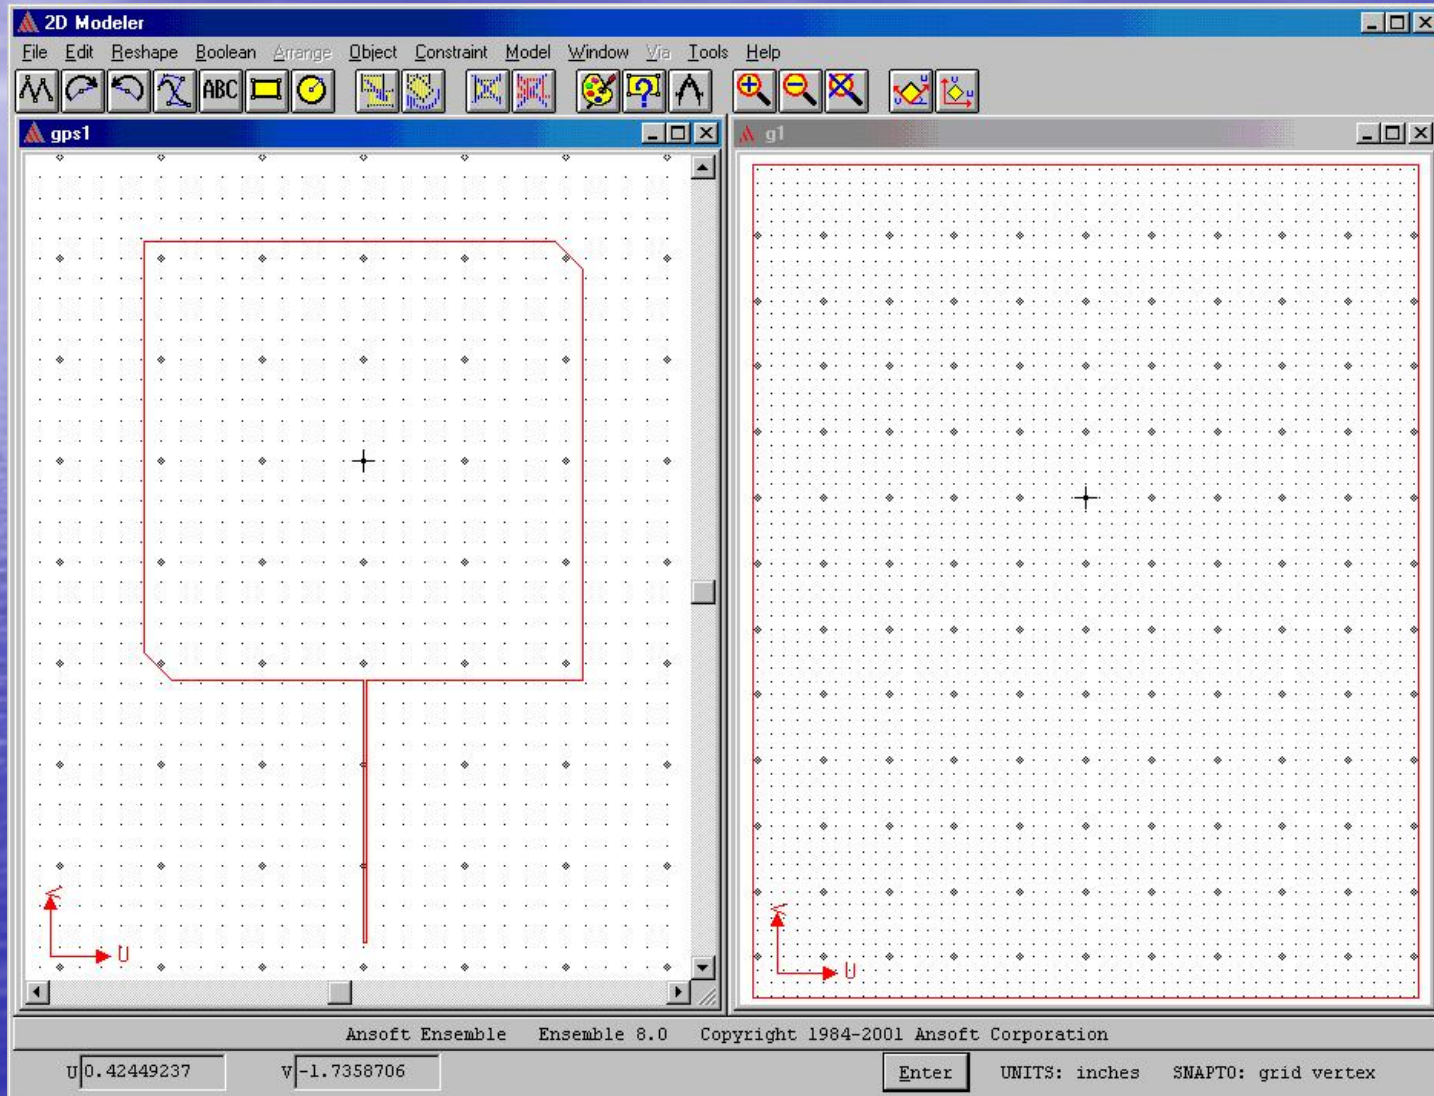 2D Modeler
File Edit Reshape Boolean Arrange Object Constraint Model Window Via Tools Help
ABC
gps1
g1
V
U
V
U
Ansoft Ensemble Ensemble 8.0 Copyright 1984-2001 Ansoft Corporation
U 0.42449237 V -1.7358706 Enter UNITS: inches SNAPTO: grid vertex